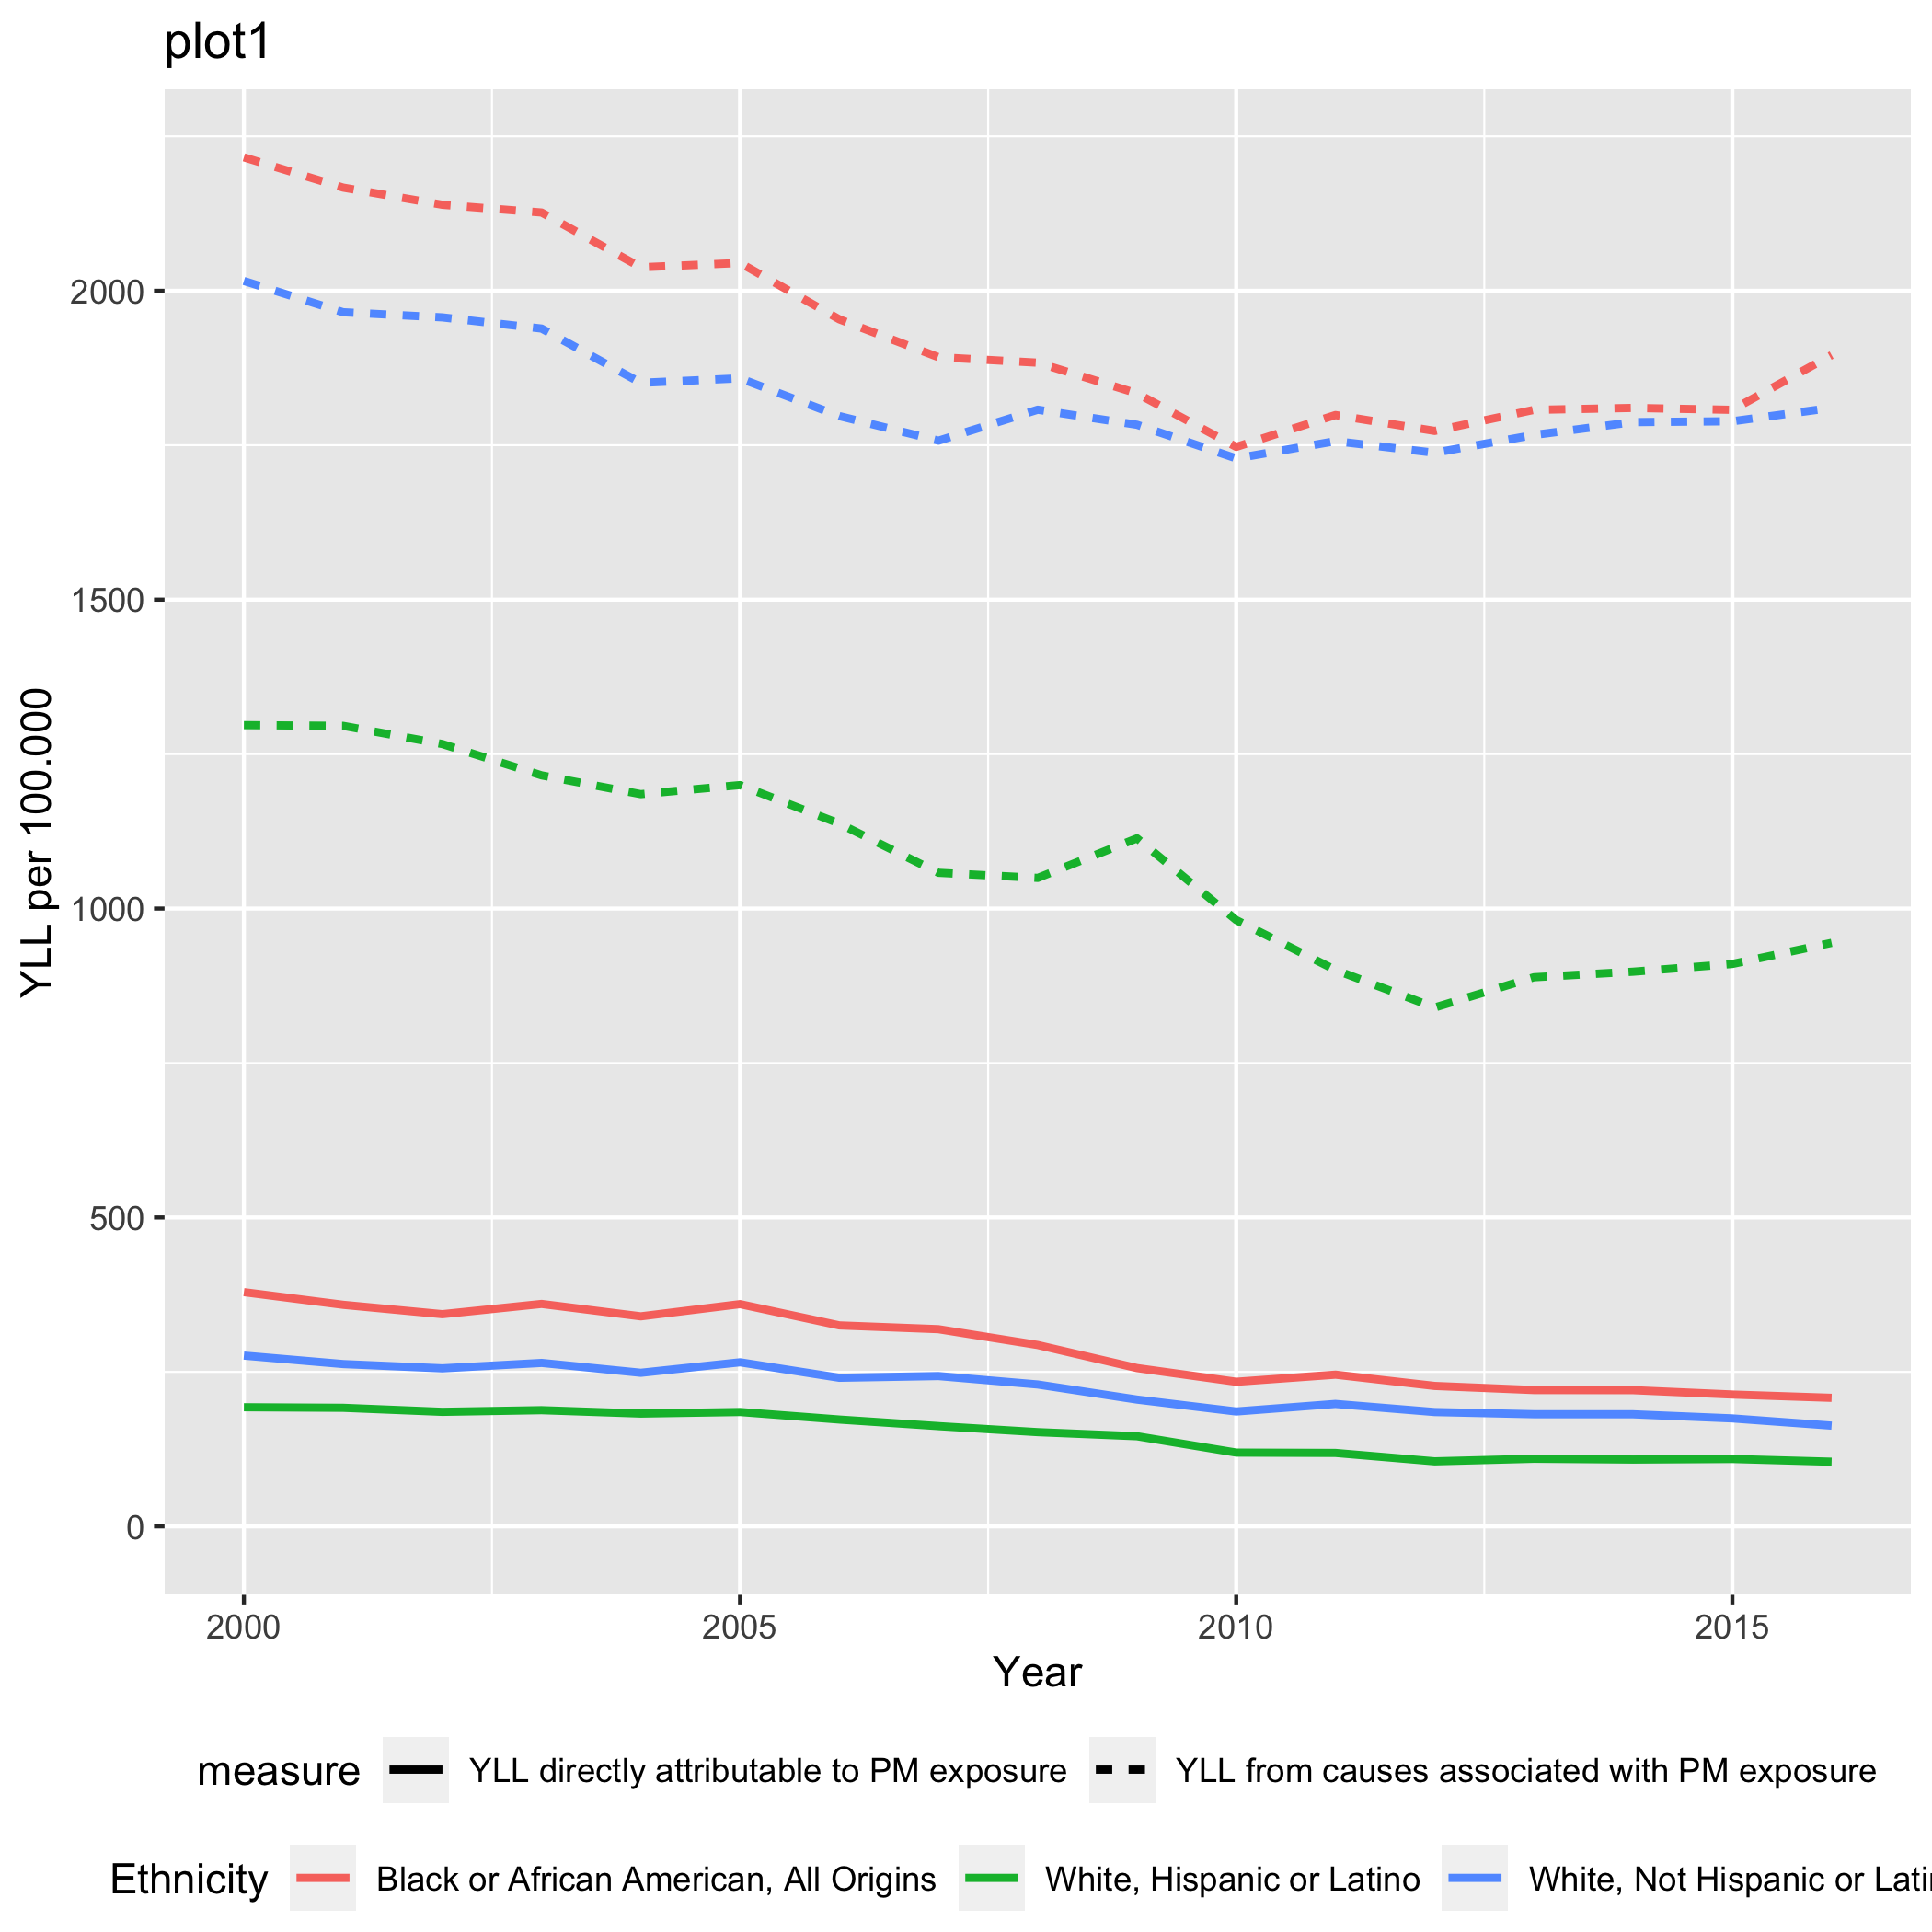 plot1
YLL per 100.000
2000
1500
1000
500
0
2000 2005 2010 2015
Year
measure YLL directly attributable to PM exposure YLL from causes associated with PM exposure
Ethnicity Black or African American, All Origins White, Hispanic or Latino White, Not Hispanic or